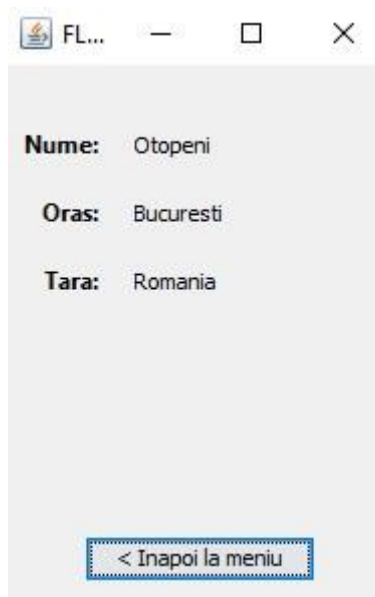 FL...
Nume: Otopeni
Oras: Bucuresti
Tara: Romania
< Inapoi la meniu